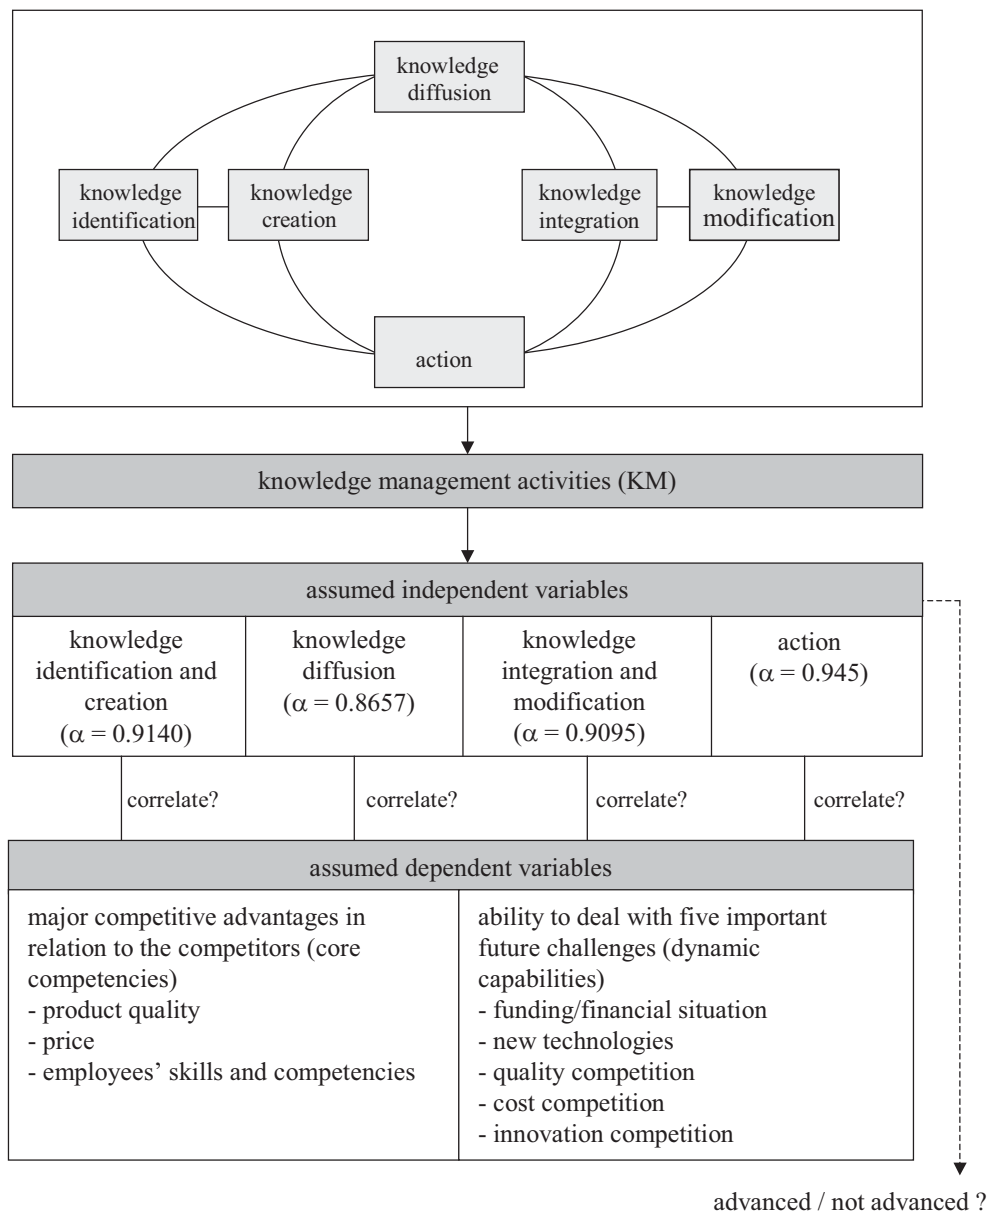 knowledge
diffusion
knowledge
identification
knowledge
creation
knowledge
integration
knowledge
modification
action
knowledge management activities (KM)
assumed independent variables
knowledge
identification and
creation
(α = 0.9140)
knowledge
diffusion
(α = 0.8657)
knowledge
integration and
modification
(α = 0.9095)
action
(α = 0.945)
correlate?
correlate?
correlate?
correlate?
assumed dependent variables
major competitive advantages in
relation to the competitors (core
competencies)
- product quality
- price
- employees’ skills and competencies
ability to deal with five important
future challenges (dynamic
capabilities)
- funding/financial situation
- new technologies
- quality competition
- cost competition
- innovation competition
advanced / not advanced ?